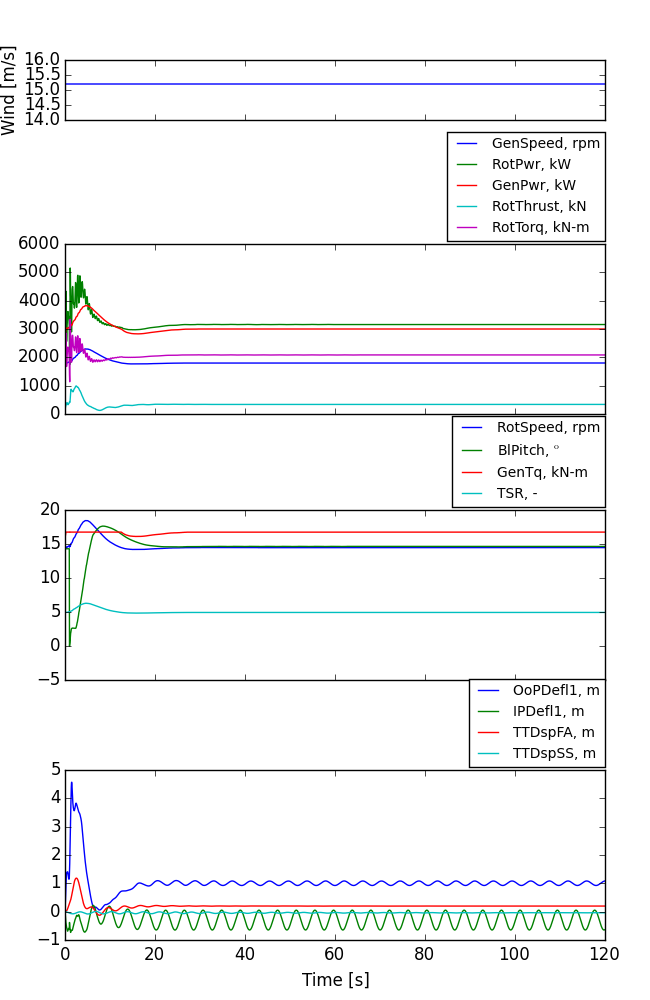 Wind [m/s]
16.0
15.5
15.0
14.5
14.0
GenSpeed, rpm
RotPwr, kW
GenPwr, kW
RotThrust, kN
RotTorq, kN-m
6000
5000
4000
3000
2000
1000
0
RotSpeed, rpm
BlPitch, °
GenTq, kN-m
TSR, -
20
15
10
5
0
−5
OoPDefl1, m
IPDefl1, m
TTDspFA, m
TTDspSS, m
5
4
3
2
1
0
−1
0 20 40 60 80 100 120
Time [s]